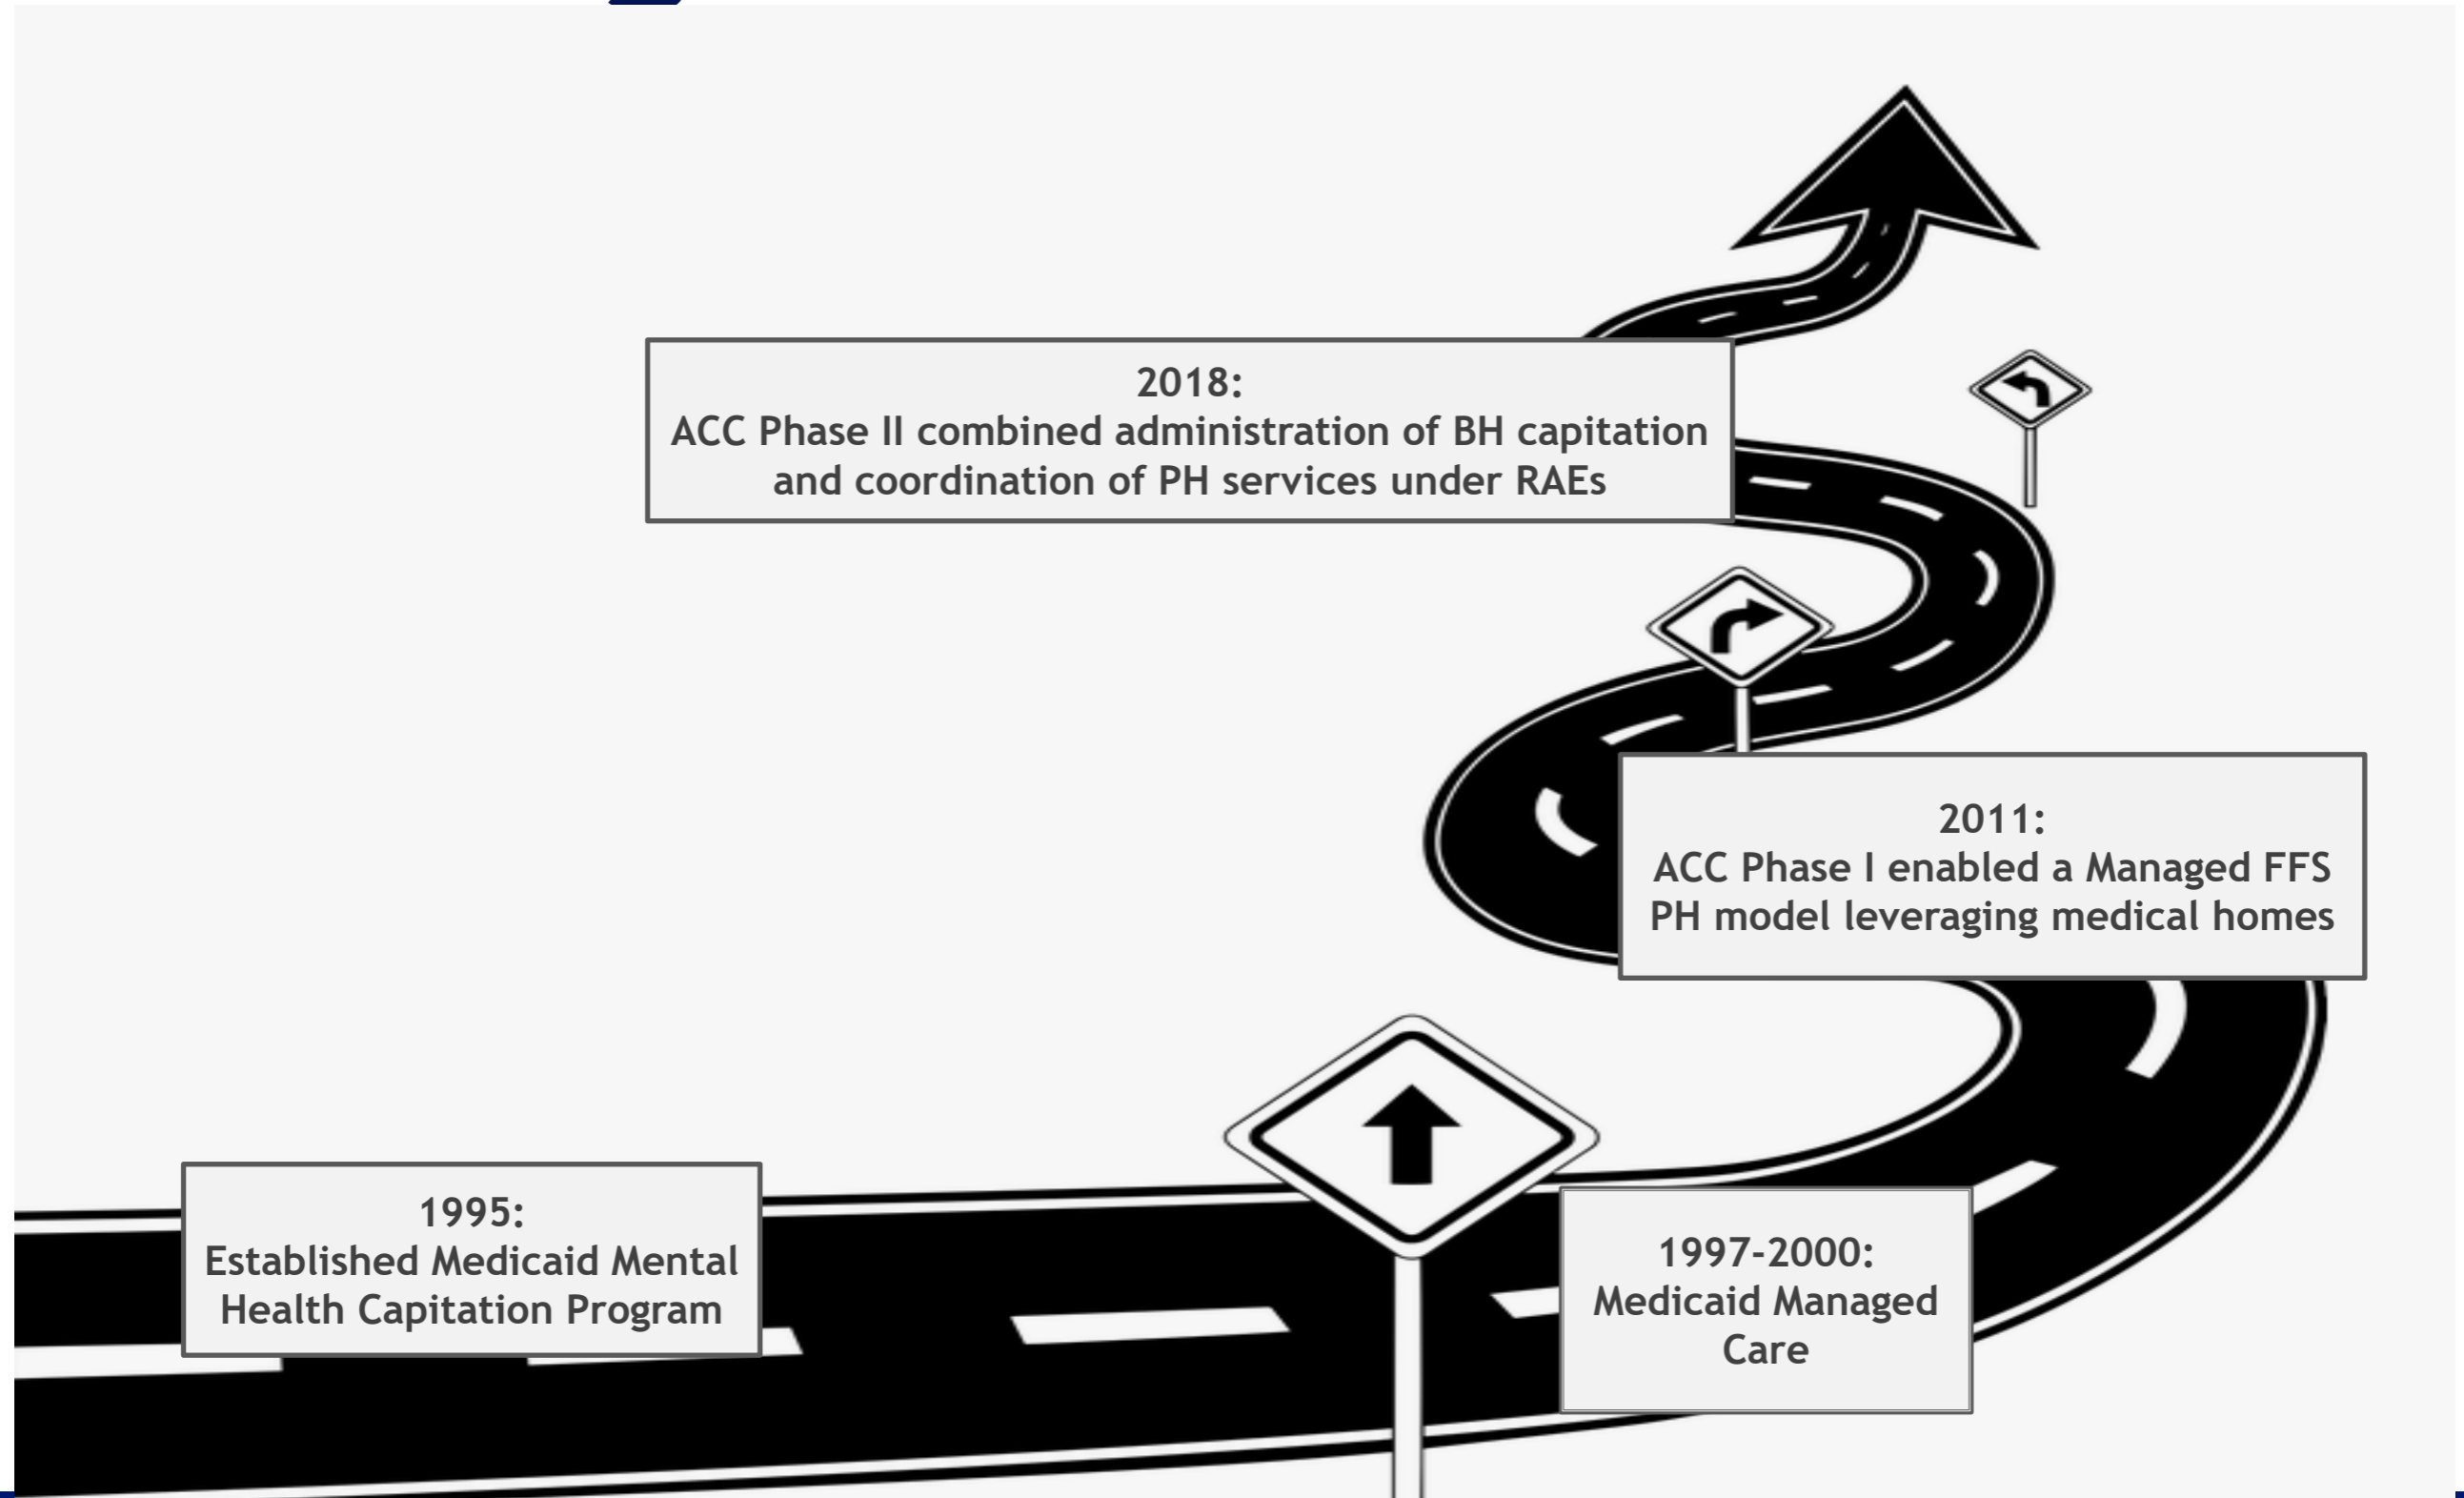 2018:
ACC Phase II combined administration of BH capitation
and coordination of PH services under RAEs
2011:
ACC Phase I enabled a Managed FFS
PH model leveraging medical homes
1995:
Established Medicaid Mental
Health Capitation Program
1997-2000:
Medicaid Managed
Care